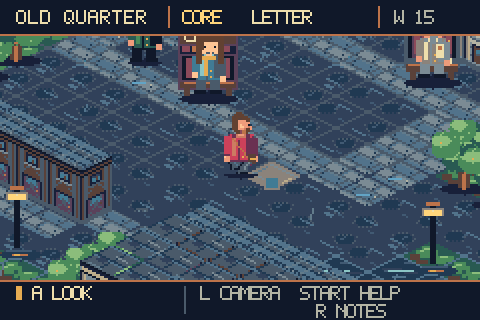 OLD QUARTER CORE LETTER W 15
A LOOK L CAMERA START HELP
R NOTES